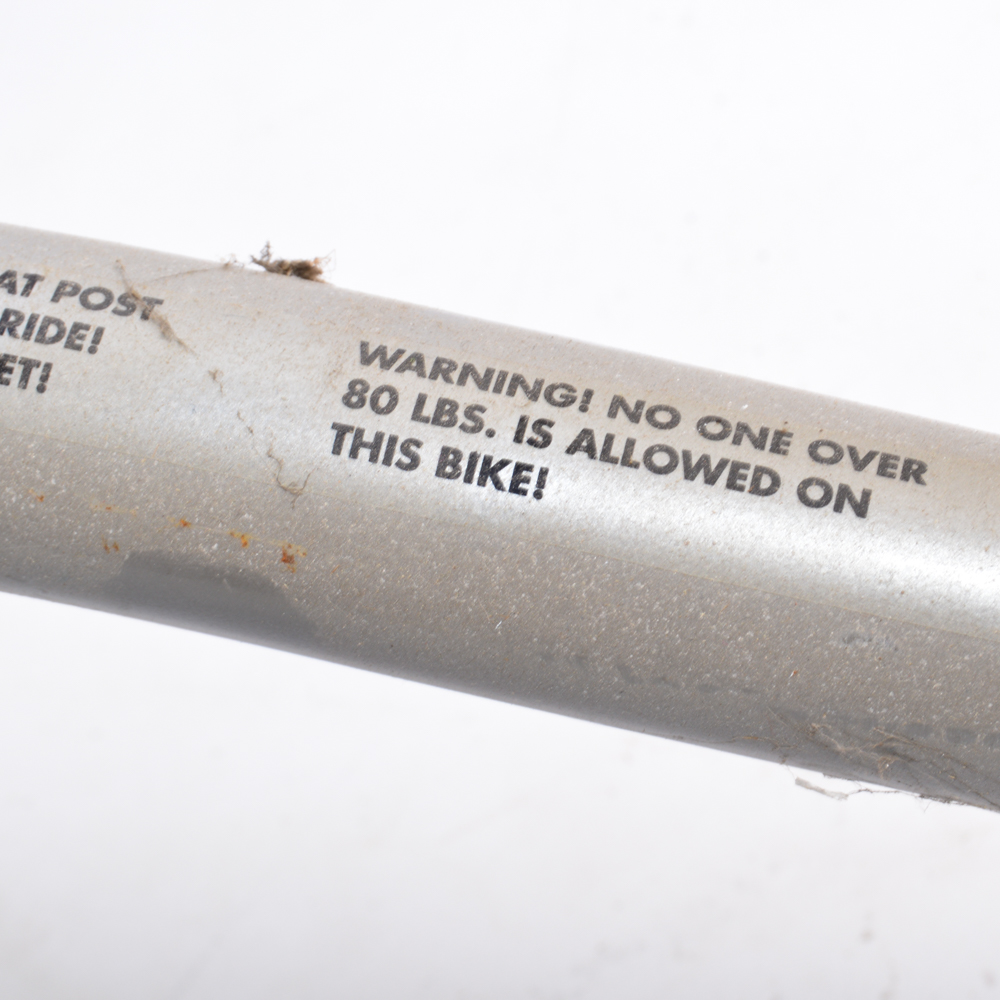 AT POST
RIDE!
ET!
WARNING! NO ONE OVER
80 LBS. IS ALLOWED ON
THIS BIKE!